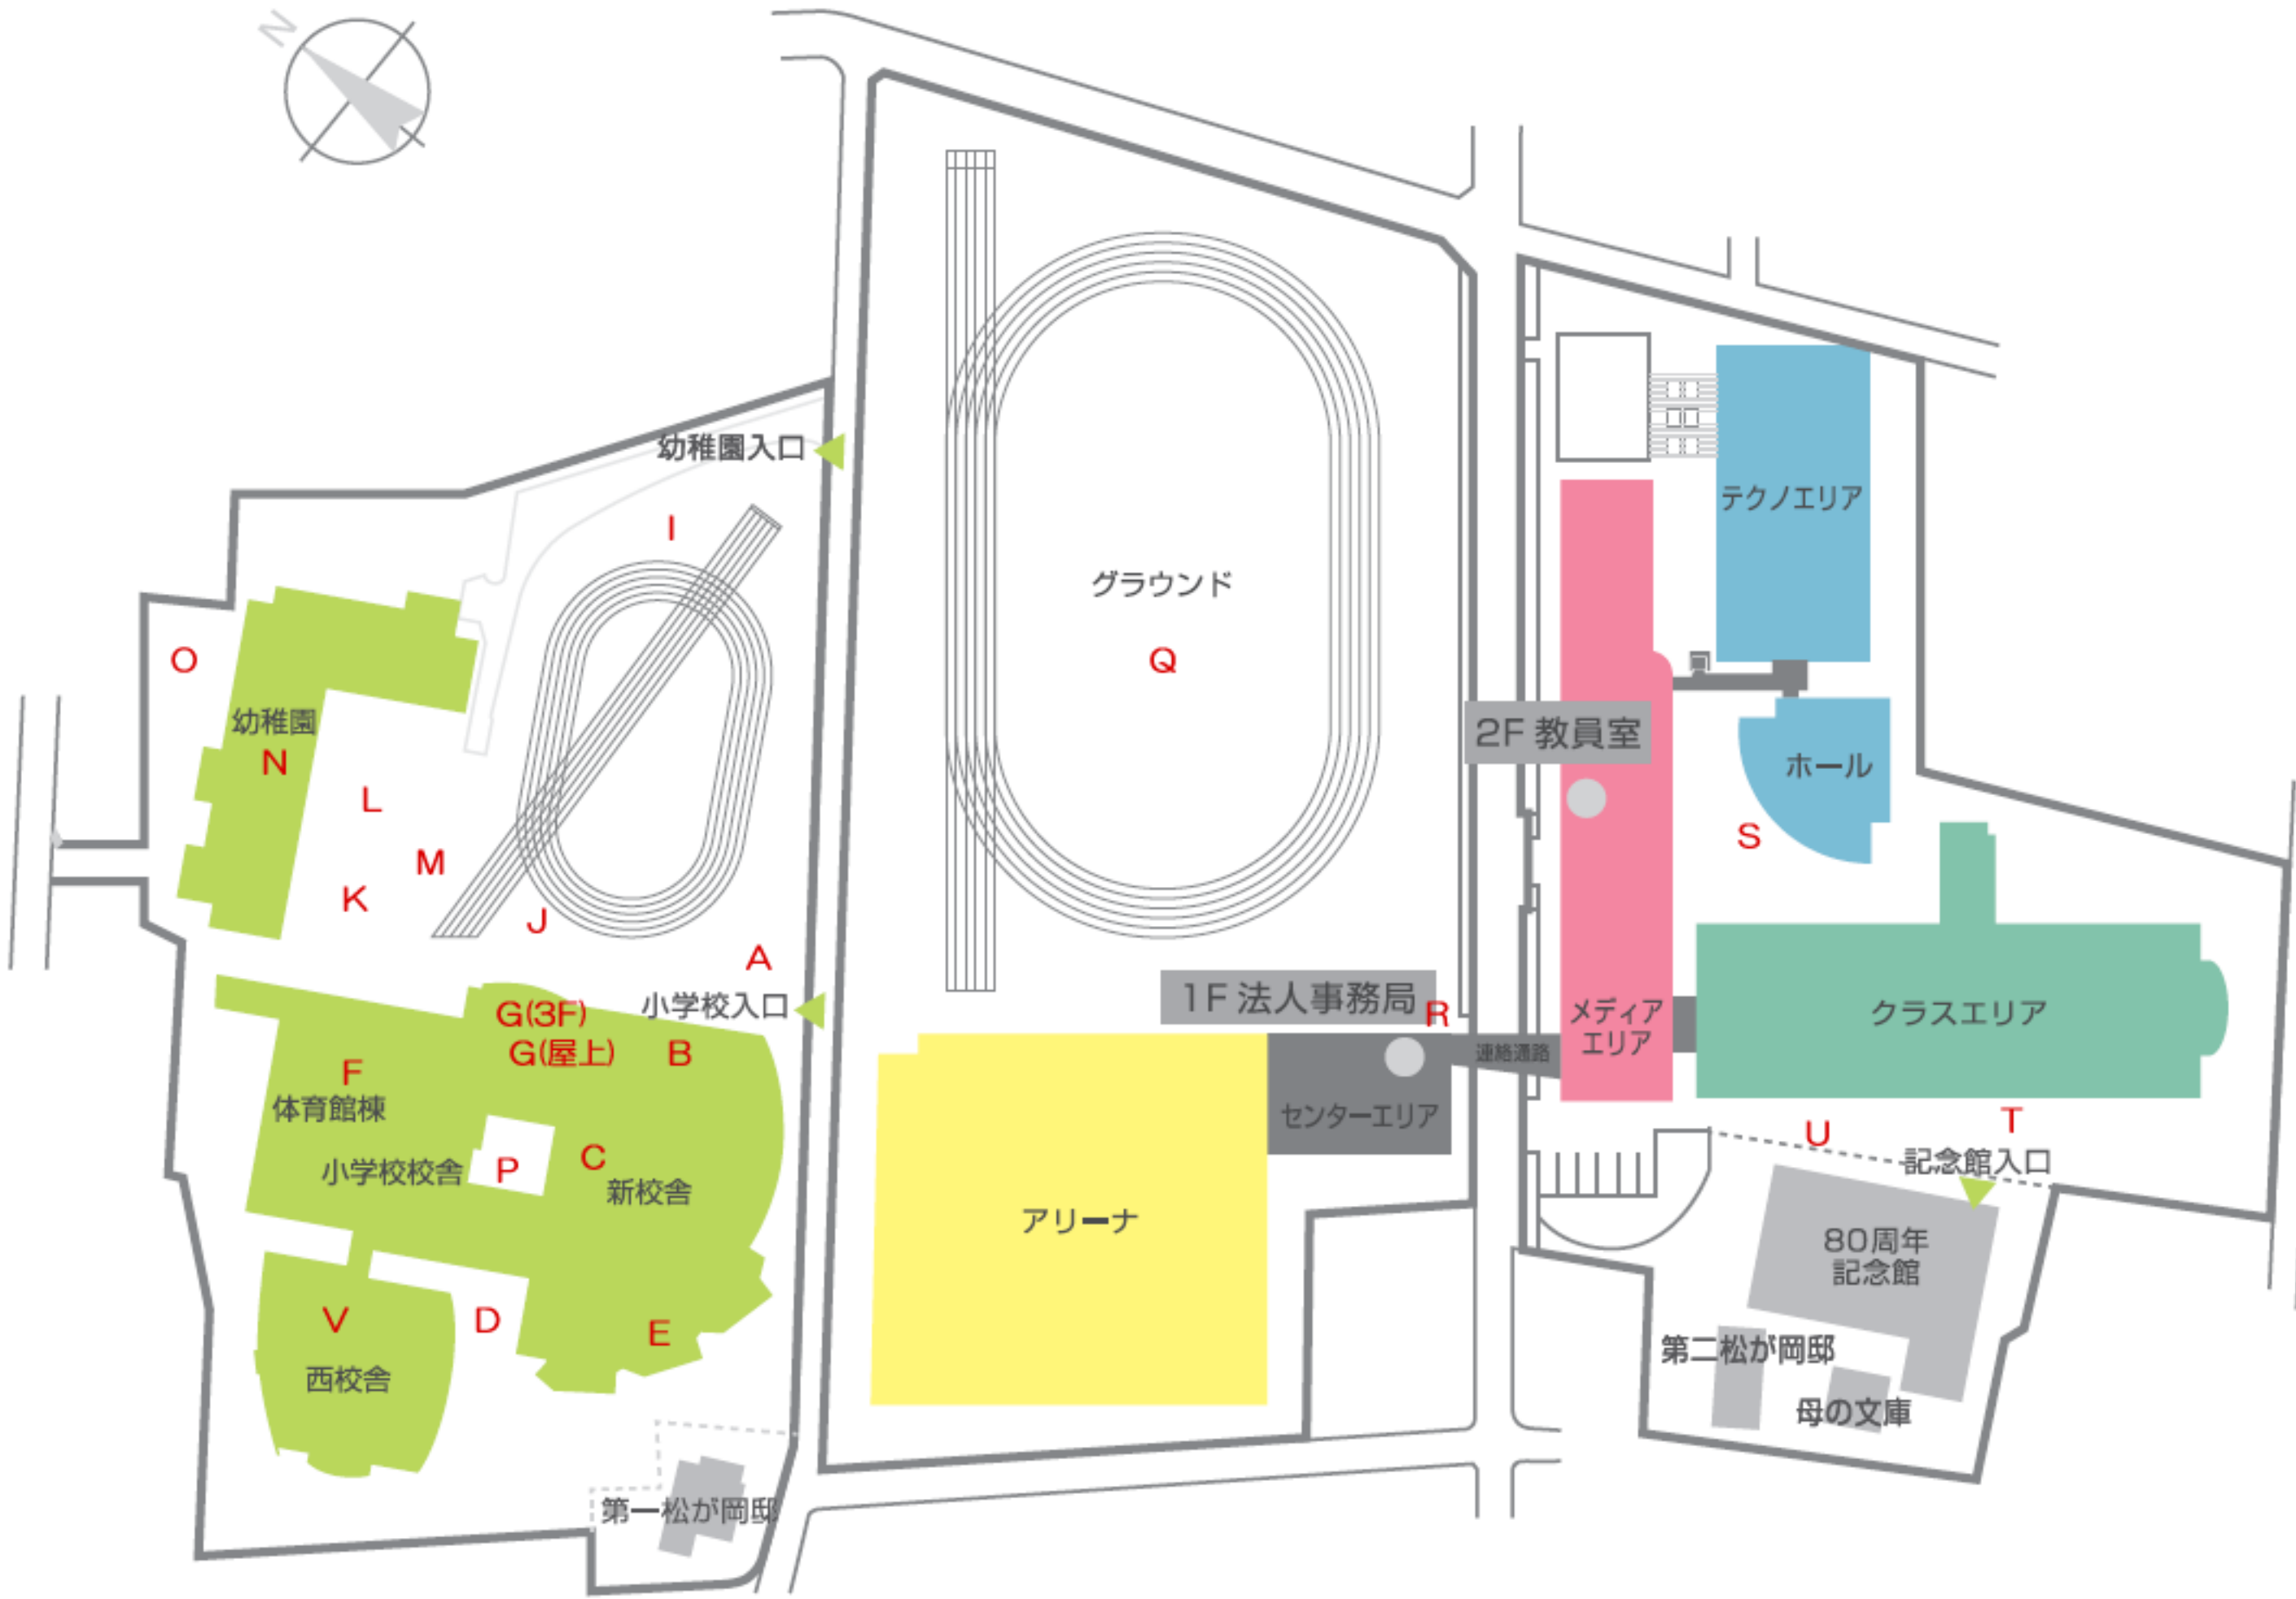 N
幼稚園入口
I
テクノエリア
グラウンド
Q
O
幼稚園
N
2F 教員室
ホール
L
S
M
K
J
A
小学校入口
1F 法人事務局
R
G(3F)
G(屋上)
B
メディア
エリア
クラスエリア
連絡通路
F
体育館棟
センターエリア
U
T
記念館入口
C
P
小学校校舎
新校舎
アリーナ
80周年
記念館
V
D
E
西校舎
第二松が岡邸
母の文庫
第一松が岡邸